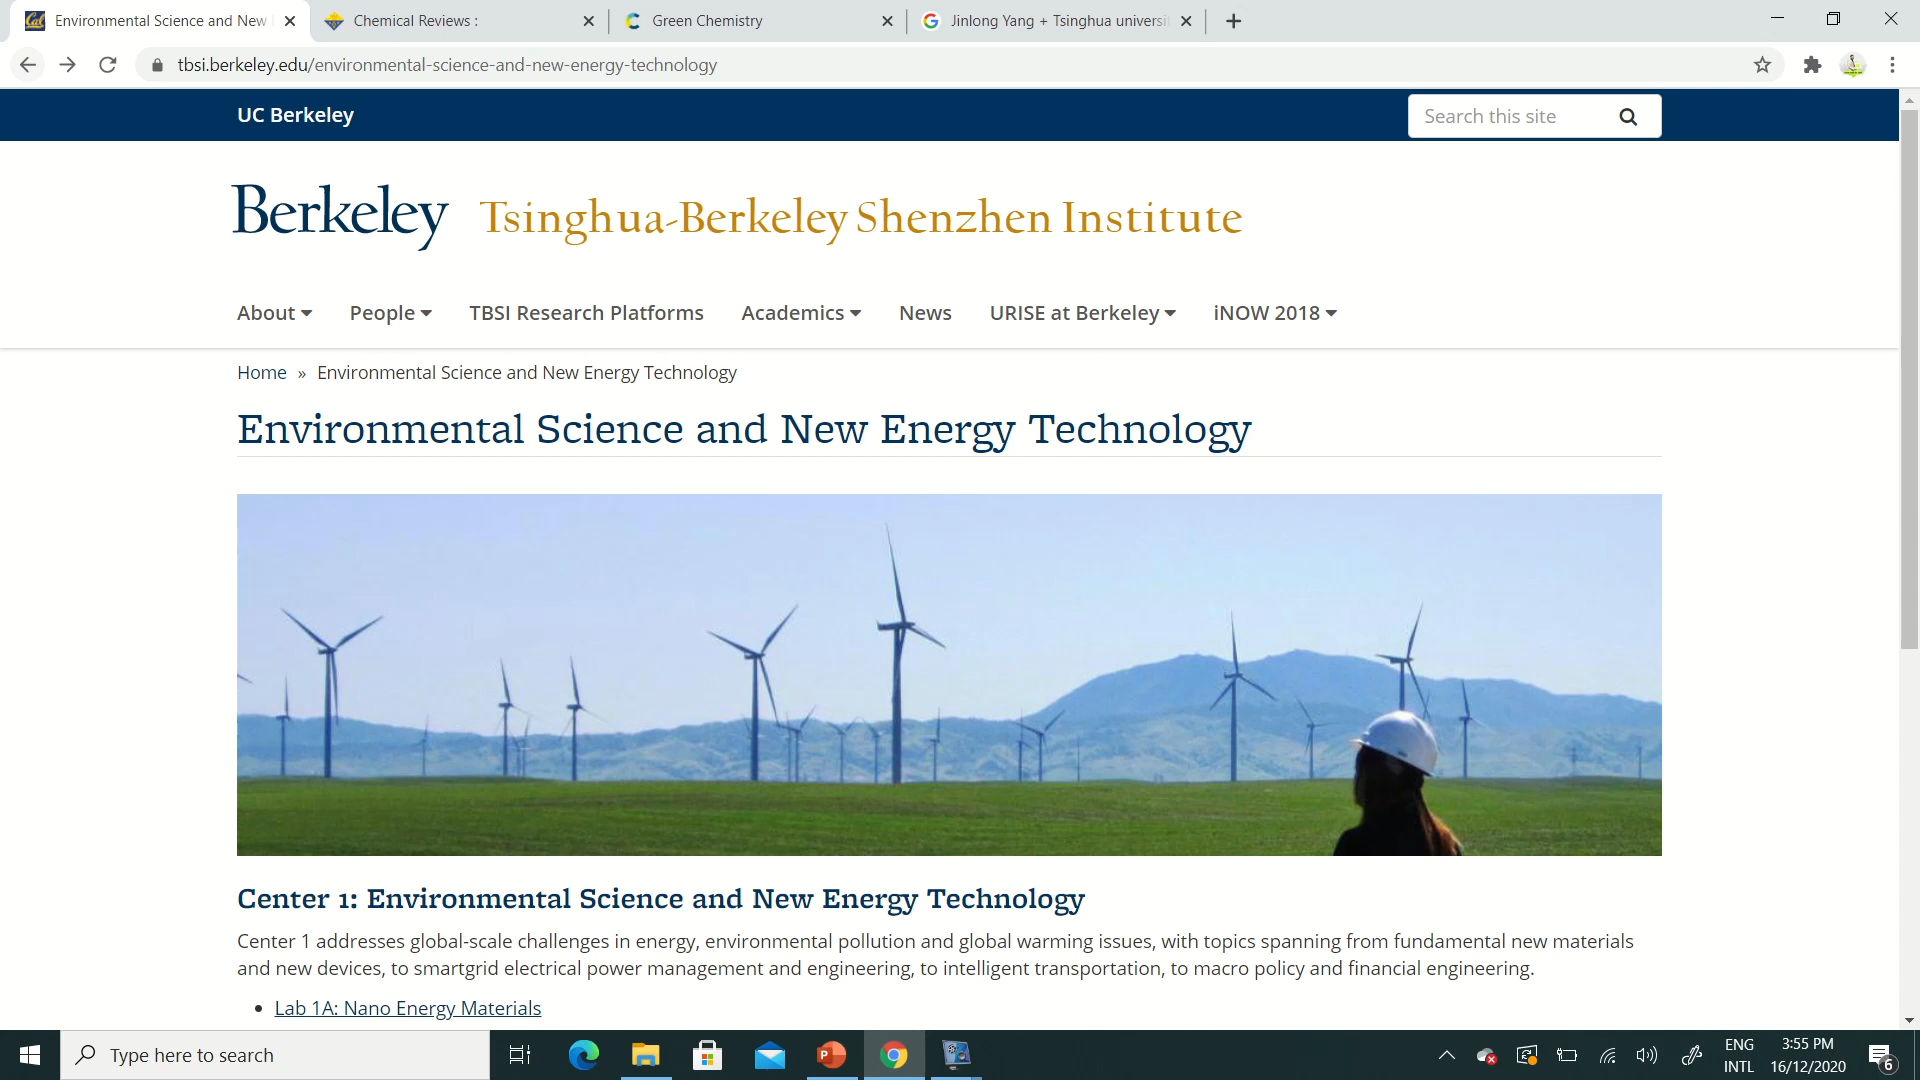 Environmental Science and New
Chemical Reviews :
Green Chemistry
Jinlong Yang + Tsinghua universi
tbsi.berkeley.edu/environmental-science-and-new-energy-technology
UC Berkeley
Search this site
Berkeley Tsinghua-Berkeley Shenzhen Institute
About People TBSI Research Platforms Academics News URISE at Berkeley iNOW 2018
Home » Environmental Science and New Energy Technology
Environmental Science and New Energy Technology
Center 1: Environmental Science and New Energy Technology
Center 1 addresses global-scale challenges in energy, environmental pollution and global warming issues, with topics spanning from fundamental new materials
and new devices, to smartgrid electrical power management and engineering, to intelligent transportation, to macro policy and financial engineering.
• Lab 1A: Nano Energy Materials
Type here to search
ENG
INTL
3:55 PM
16/12/2020
6